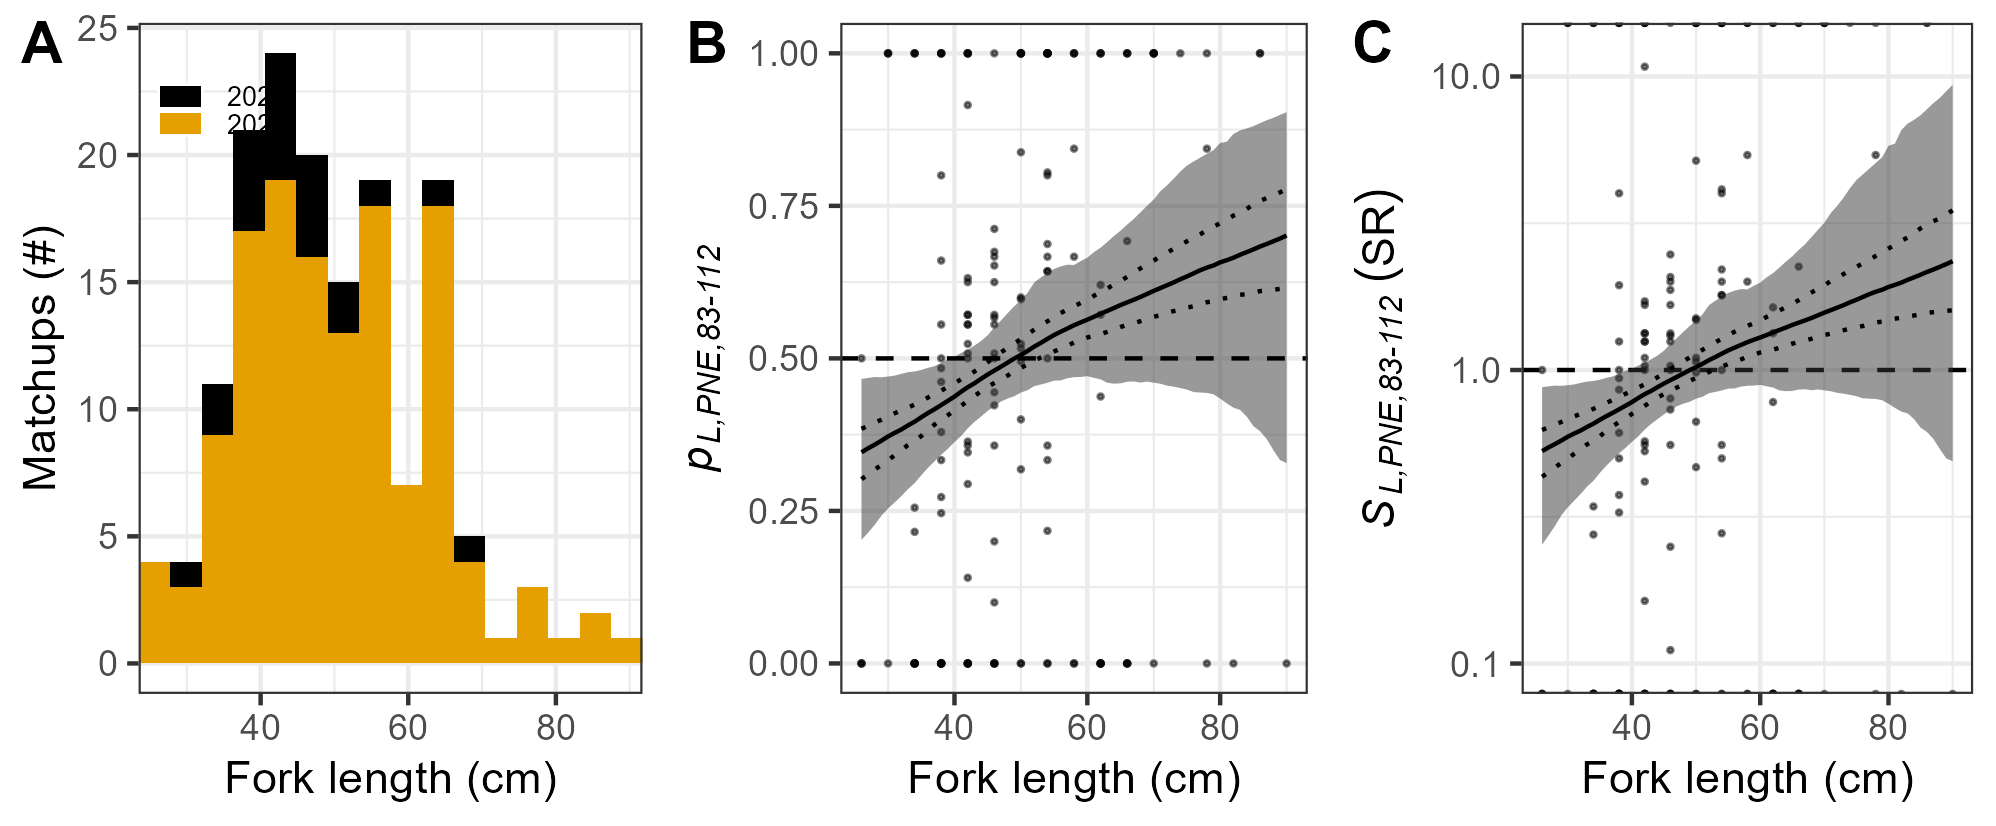 A
25
20
15
10
5
0
Matchups (#)
40 60 80
Fork length (cm)
B
1.00
0.75
0.50
0.25
0.00
p L,PNE,83-112
40 60 80
Fork length (cm)
C
10.0
1.0
0.1
S L,PNE,83-112 (SR)
40 60 80
Fork length (cm)